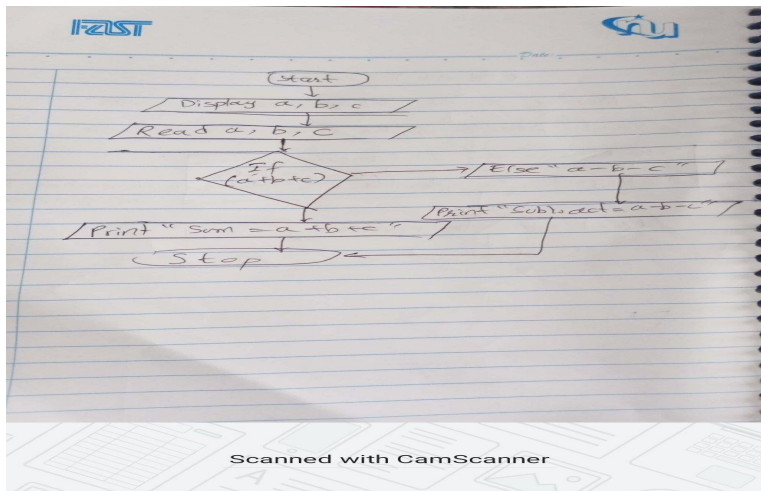 FAST
Date
Start
Display a, b, c
Read a, b, c
If
(a+b+c)
Else "a-b-c"
Print "Subtract = a-b-c"
Print "Sum = a+b+c"
Stop
Scanned with CamScanner
A